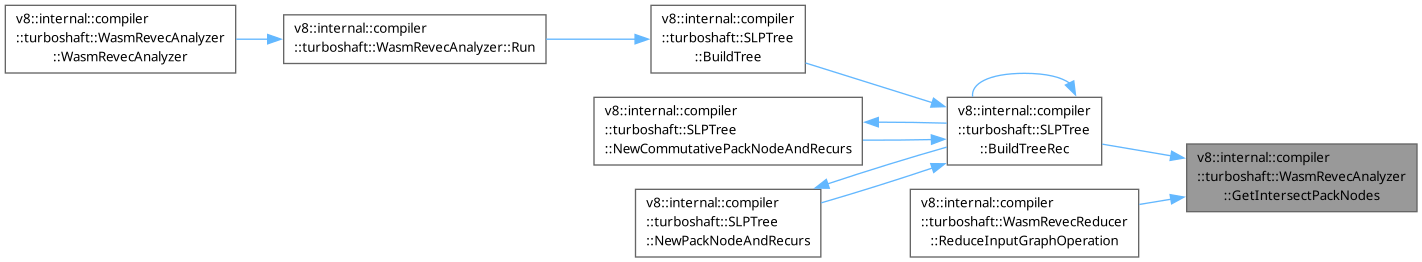 v8::internal::compiler
::turboshaft::WasmRevecAnalyzer
::WasmRevecAnalyzer
v8::internal::compiler
::turboshaft::WasmRevecAnalyzer::Run
v8::internal::compiler
::turboshaft::SLPTree
::BuildTree
v8::internal::compiler
::turboshaft::SLPTree
::NewCommutativePackNodeAndRecurs
v8::internal::compiler
::turboshaft::SLPTree
::NewPackNodeAndRecurs
v8::internal::compiler
::turboshaft::SLPTree
::BuildTreeRec
v8::internal::compiler
::turboshaft::WasmRevecReducer
::ReduceInputGraphOperation
v8::internal::compiler
::turboshaft::WasmRevecAnalyzer
::GetIntersectPackNodes